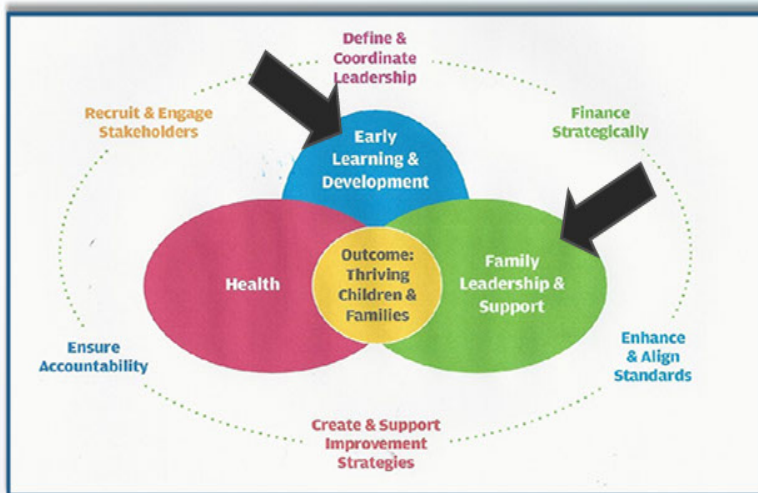 Define &
Coordinate
Leadership
Recruit & Engage
Stakeholders
Finance
Strategically
Early
Learning &
Development
Health
Outcome:
Thriving
Children &
Families
Family
Leadership &
Support
Ensure
Accountability
Enhance
& Align
Standards
Create & Support
Improvement
Strategies